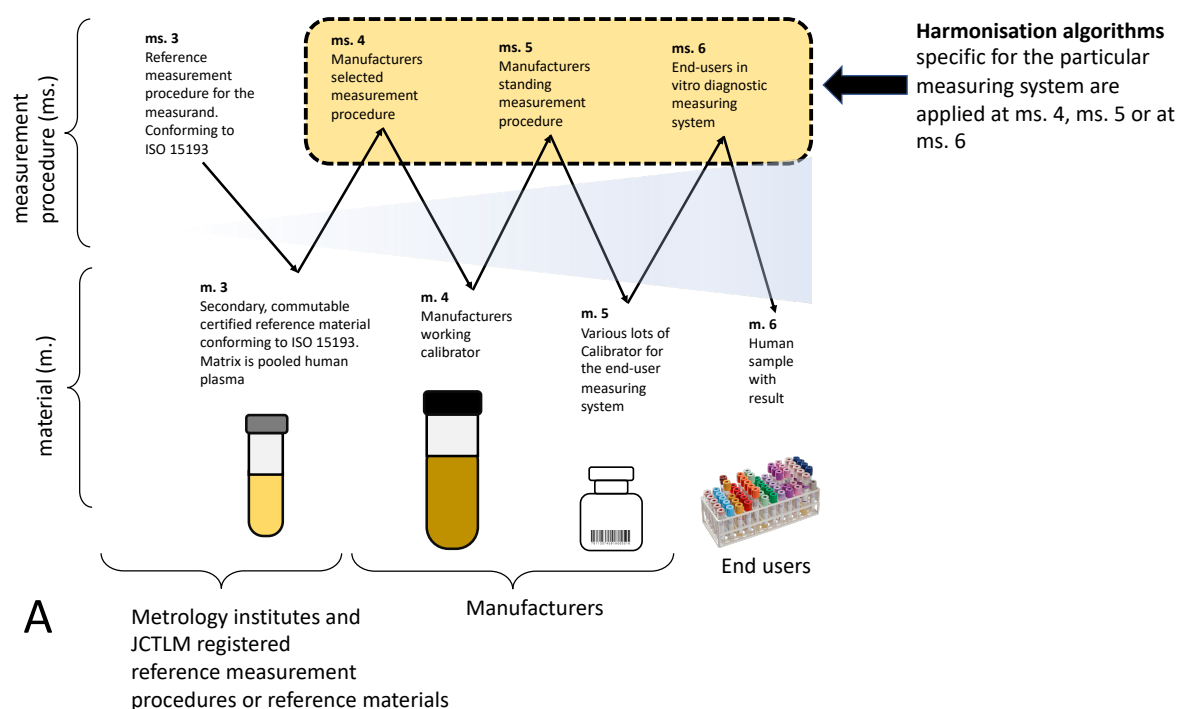 measurement
procedure (ms.)
ms. 3
Reference
measurement
procedure for the
measurand.
Conforming to
ISO 15193
ms. 4
Manufacturers
selected
measurement
procedure
ms. 5
Manufacturers
standing
measurement
procedure
ms. 6
End-users in
vitro diagnostic
measuring
system
Harmonisation algorithms
specific for the particular
measuring system are
applied at ms. 4, ms. 5 or at
ms. 6
material (m.)
m. 3
Secondary, commutable
certified reference material
conforming to ISO 15193.
Matrix is pooled human
plasma
m. 4
Manufacturers
working
calibrator
m. 5
Various lots of
Calibrator for
the end-user
measuring
system
m. 6
Human
sample
with
result
End users
Manufacturers
A
Metrology institutes and
JCTLM registered
reference measurement
procedures or reference materials